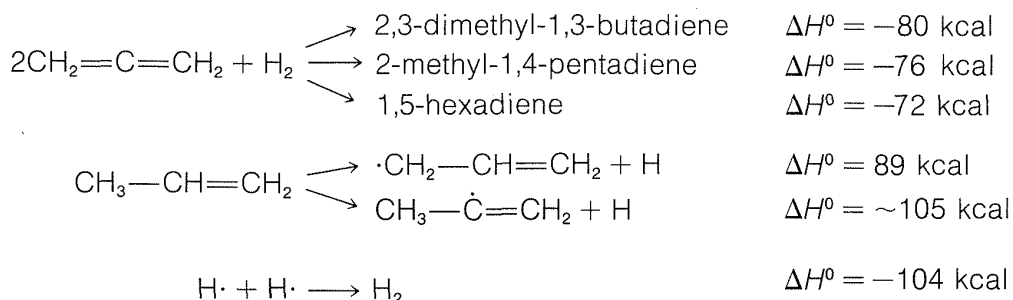 2,3-dimethyl-1,3-butadiene ΔH⁰ = −80 kcal
2CH₂=C=CH₂ + H₂ → 2-methyl-1,4-pentadiene ΔH⁰ = −76 kcal
1,5-hexadiene ΔH⁰ = −72 kcal
·CH₂—CH=CH₂ + H ΔH⁰ = 89 kcal
CH₃—CH=CH₂
CH₃—Ċ=CH₂ + H ΔH⁰ = ~105 kcal
H· + H· ⟶ H₂ ΔH⁰ = −104 kcal